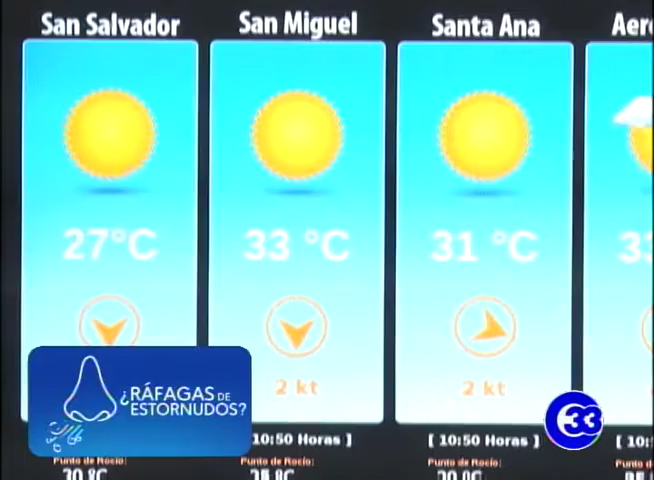 San Salvador
San Miguel
Santa Ana
27°C
33 °C
31 °C
2 kt
2 kt
¿RÁFAGAS DE
ESTORNUDOS?
33
10:50 Horas ]
[ 10:50 Horas ]
[ 10:
Punto de Rocío:
Punto de Rocío:
Punto de Rocío: